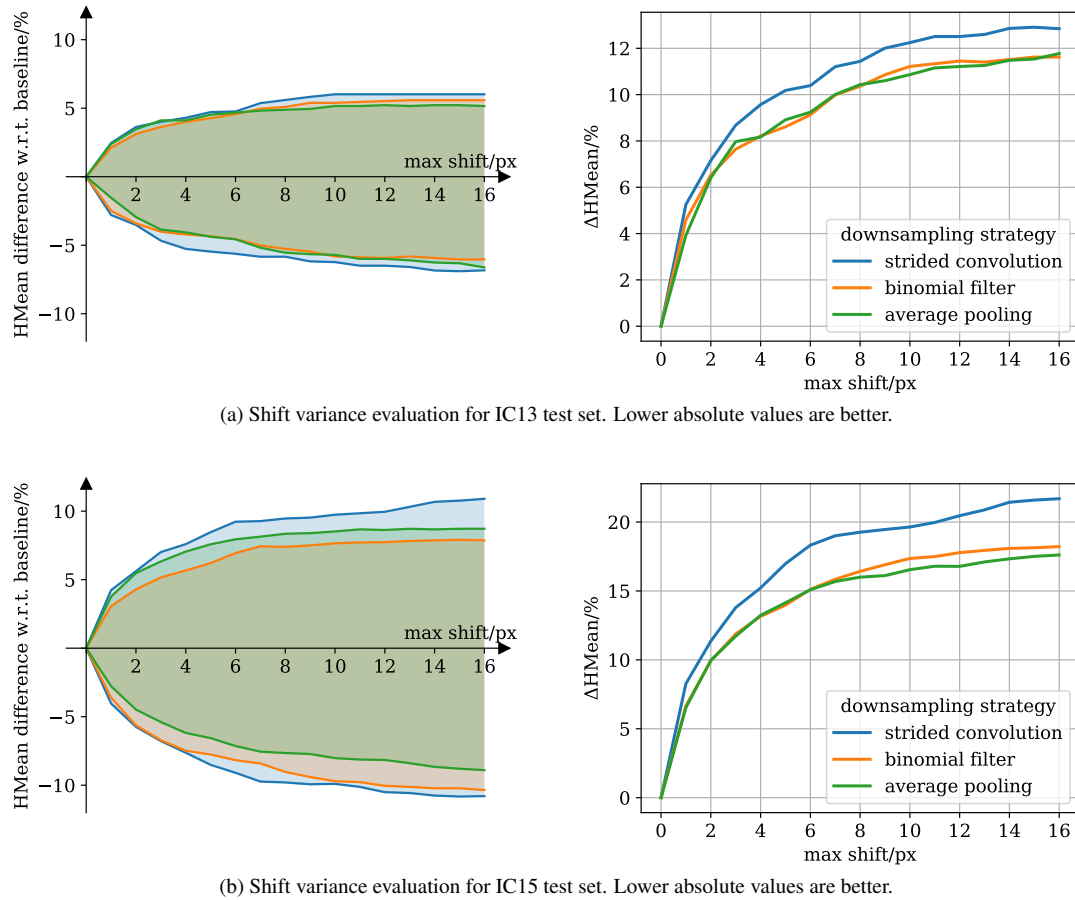 HMean difference w.r.t. baseline/%
10
5
−5
−10
max shift/px
2 4 6 8 10 12 14 16
ΔHMean/%
12
10
8
6
4
2
0
downsampling strategy
strided convolution
binomial filter
average pooling
0 2 4 6 8 10 12 14 16
max shift/px
(a) Shift variance evaluation for IC13 test set. Lower absolute values are better.
HMean difference w.r.t. baseline/%
10
5
−5
−10
max shift/px
2 4 6 8 10 12 14 16
ΔHMean/%
20
15
10
5
0
downsampling strategy
strided convolution
binomial filter
average pooling
0 2 4 6 8 10 12 14 16
max shift/px
(b) Shift variance evaluation for IC15 test set. Lower absolute values are better.